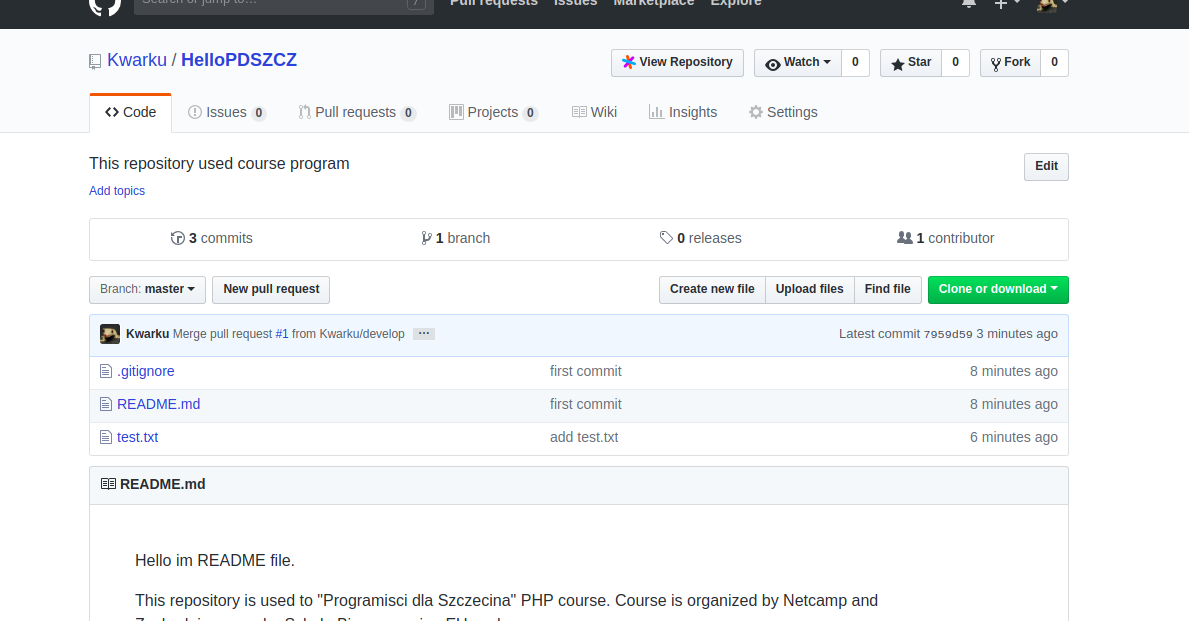 Search or jump to… /
Pull requests Issues Marketplace Explore
Kwarku / HelloPDSZCZ
View Repository Watch 0 Star 0 Fork 0
Code Issues 0 Pull requests 0 Projects 0 Wiki Insights Settings
This repository used course program
Edit
Add topics
3 commits 1 branch 0 releases 1 contributor
Branch: master New pull request Create new file Upload files Find file Clone or download
Kwarku Merge pull request #1 from Kwarku/develop … Latest commit 7959d59 3 minutes ago
.gitignore first commit 8 minutes ago
README.md first commit 8 minutes ago
test.txt add test.txt 6 minutes ago
README.md
Hello im README file.
This repository is used to "Programisci dla Szczecina" PHP course. Course is organized by Netcamp and